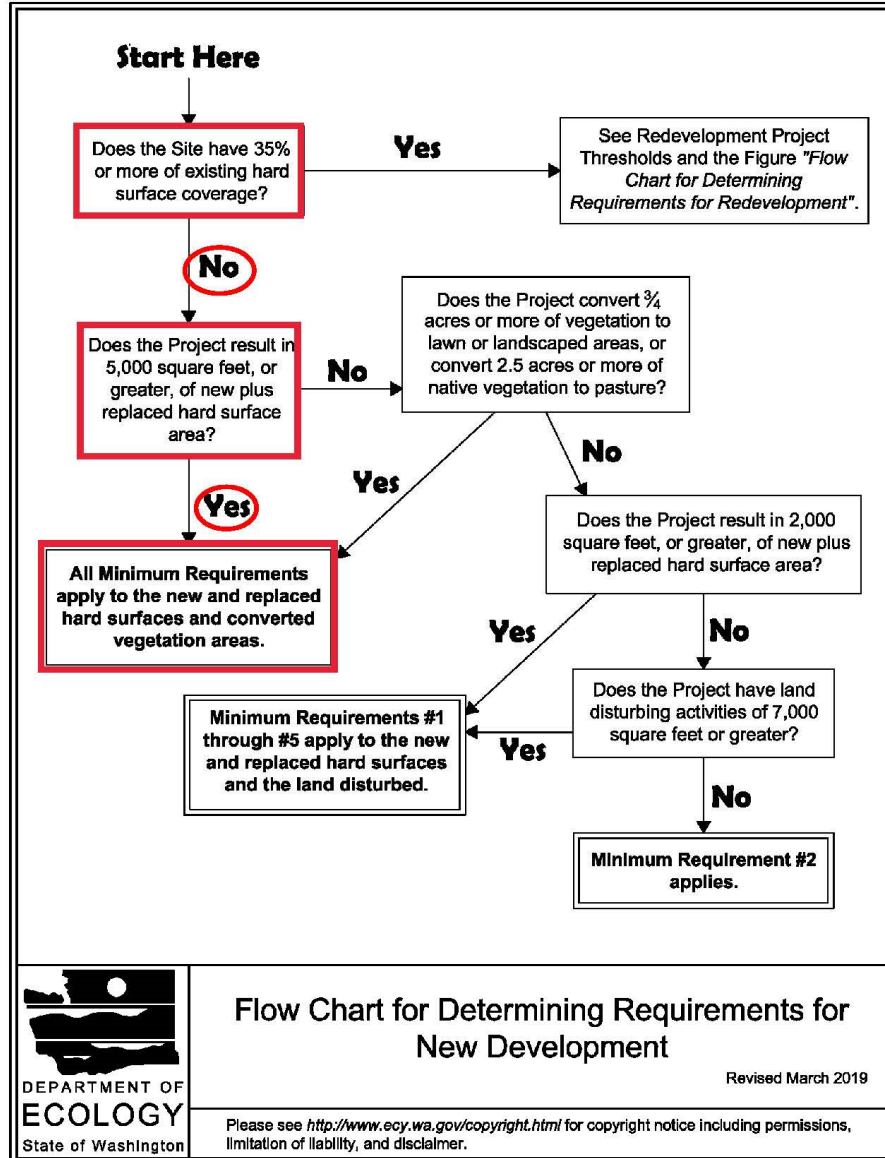 Start Here
Does the Site have 35%
or more of existing hard
surface coverage?
Yes
See Redevelopment Project
Thresholds and the Figure "Flow
Chart for Determining
Requirements for Redevelopment".
No
Does the Project result in
5,000 square feet, or
greater, of new plus
replaced hard surface
area?
No
Does the Project convert ¾
acres or more of vegetation to
lawn or landscaped areas, or
convert 2.5 acres or more of
native vegetation to pasture?
Yes
Yes
No
All Minimum Requirements
apply to the new and replaced
hard surfaces and converted
vegetation areas.
Does the Project result in 2,000
square feet, or greater, of new plus
replaced hard surface area?
Yes
No
Minimum Requirements #1
through #5 apply to the new
and replaced hard surfaces
and the land disturbed.
Yes
Does the Project have land
disturbing activities of 7,000
square feet or greater?
No
Minimum Requirement #2
applies.
DEPARTMENT OF
ECOLOGY
State of Washington
Flow Chart for Determining Requirements for
New Development
Revised March 2019
Please see http://www.ecy.wa.gov/copyright.html for copyright notice including permissions,
limitation of liability, and disclaimer.